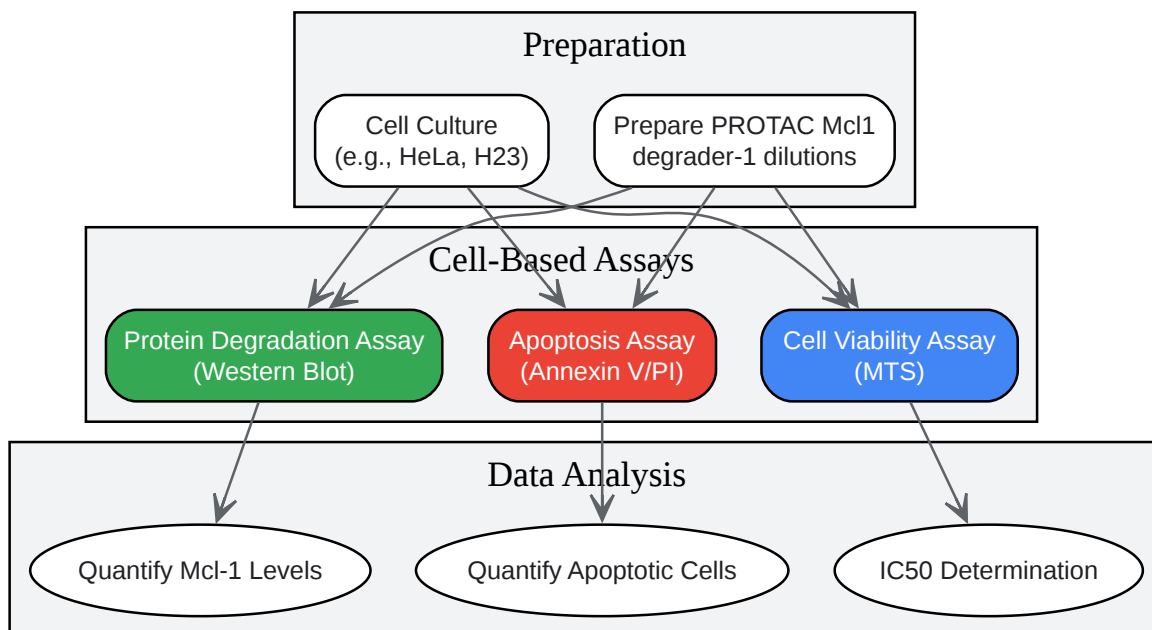 Preparation
Cell Culture
(e.g., HeLa, H23)
Prepare PROTAC Mcl1
degrader-1 dilutions
Cell-Based Assays
Protein Degradation Assay
(Western Blot)
Apoptosis Assay
(Annexin V/PI)
Cell Viability Assay
(MTS)
Data Analysis
Quantify Mcl-1 Levels
Quantify Apoptotic Cells
IC50 Determination